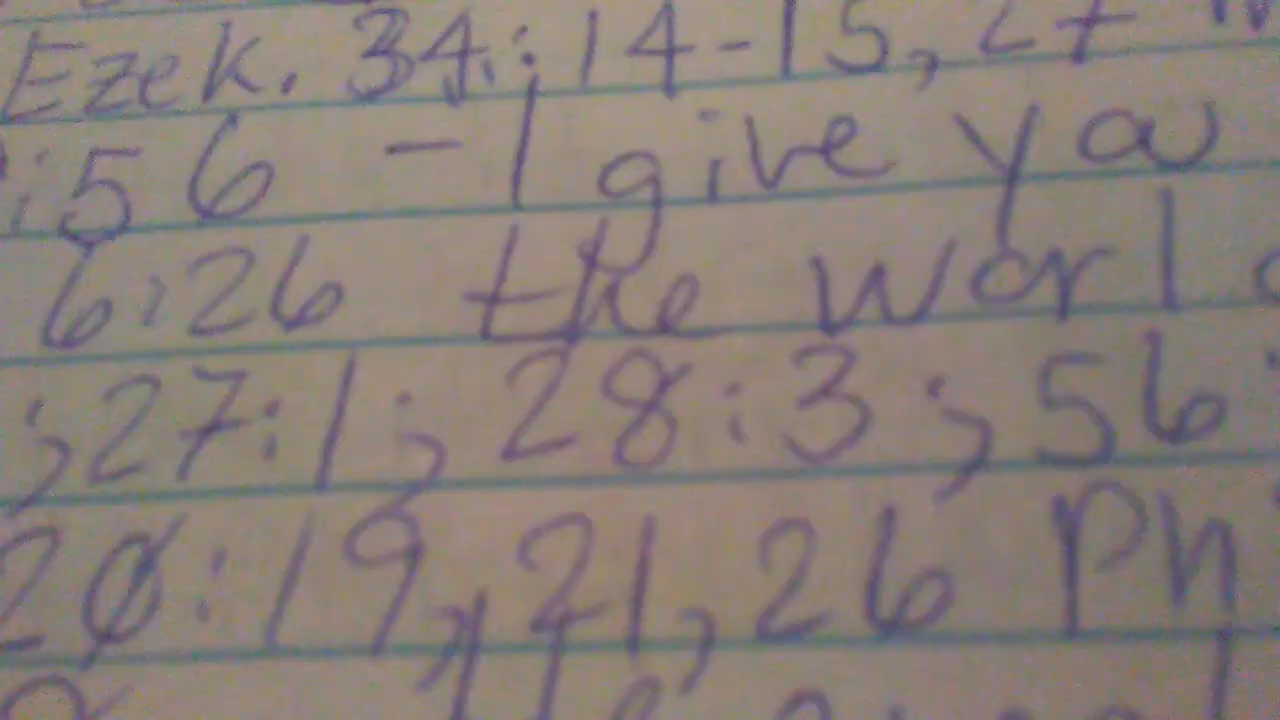 Ezek. 34:14-15, 27
:56 - I give you
6:26 the worl
;27:1; 28:3; 56:
20:19, 21, 26 Ph